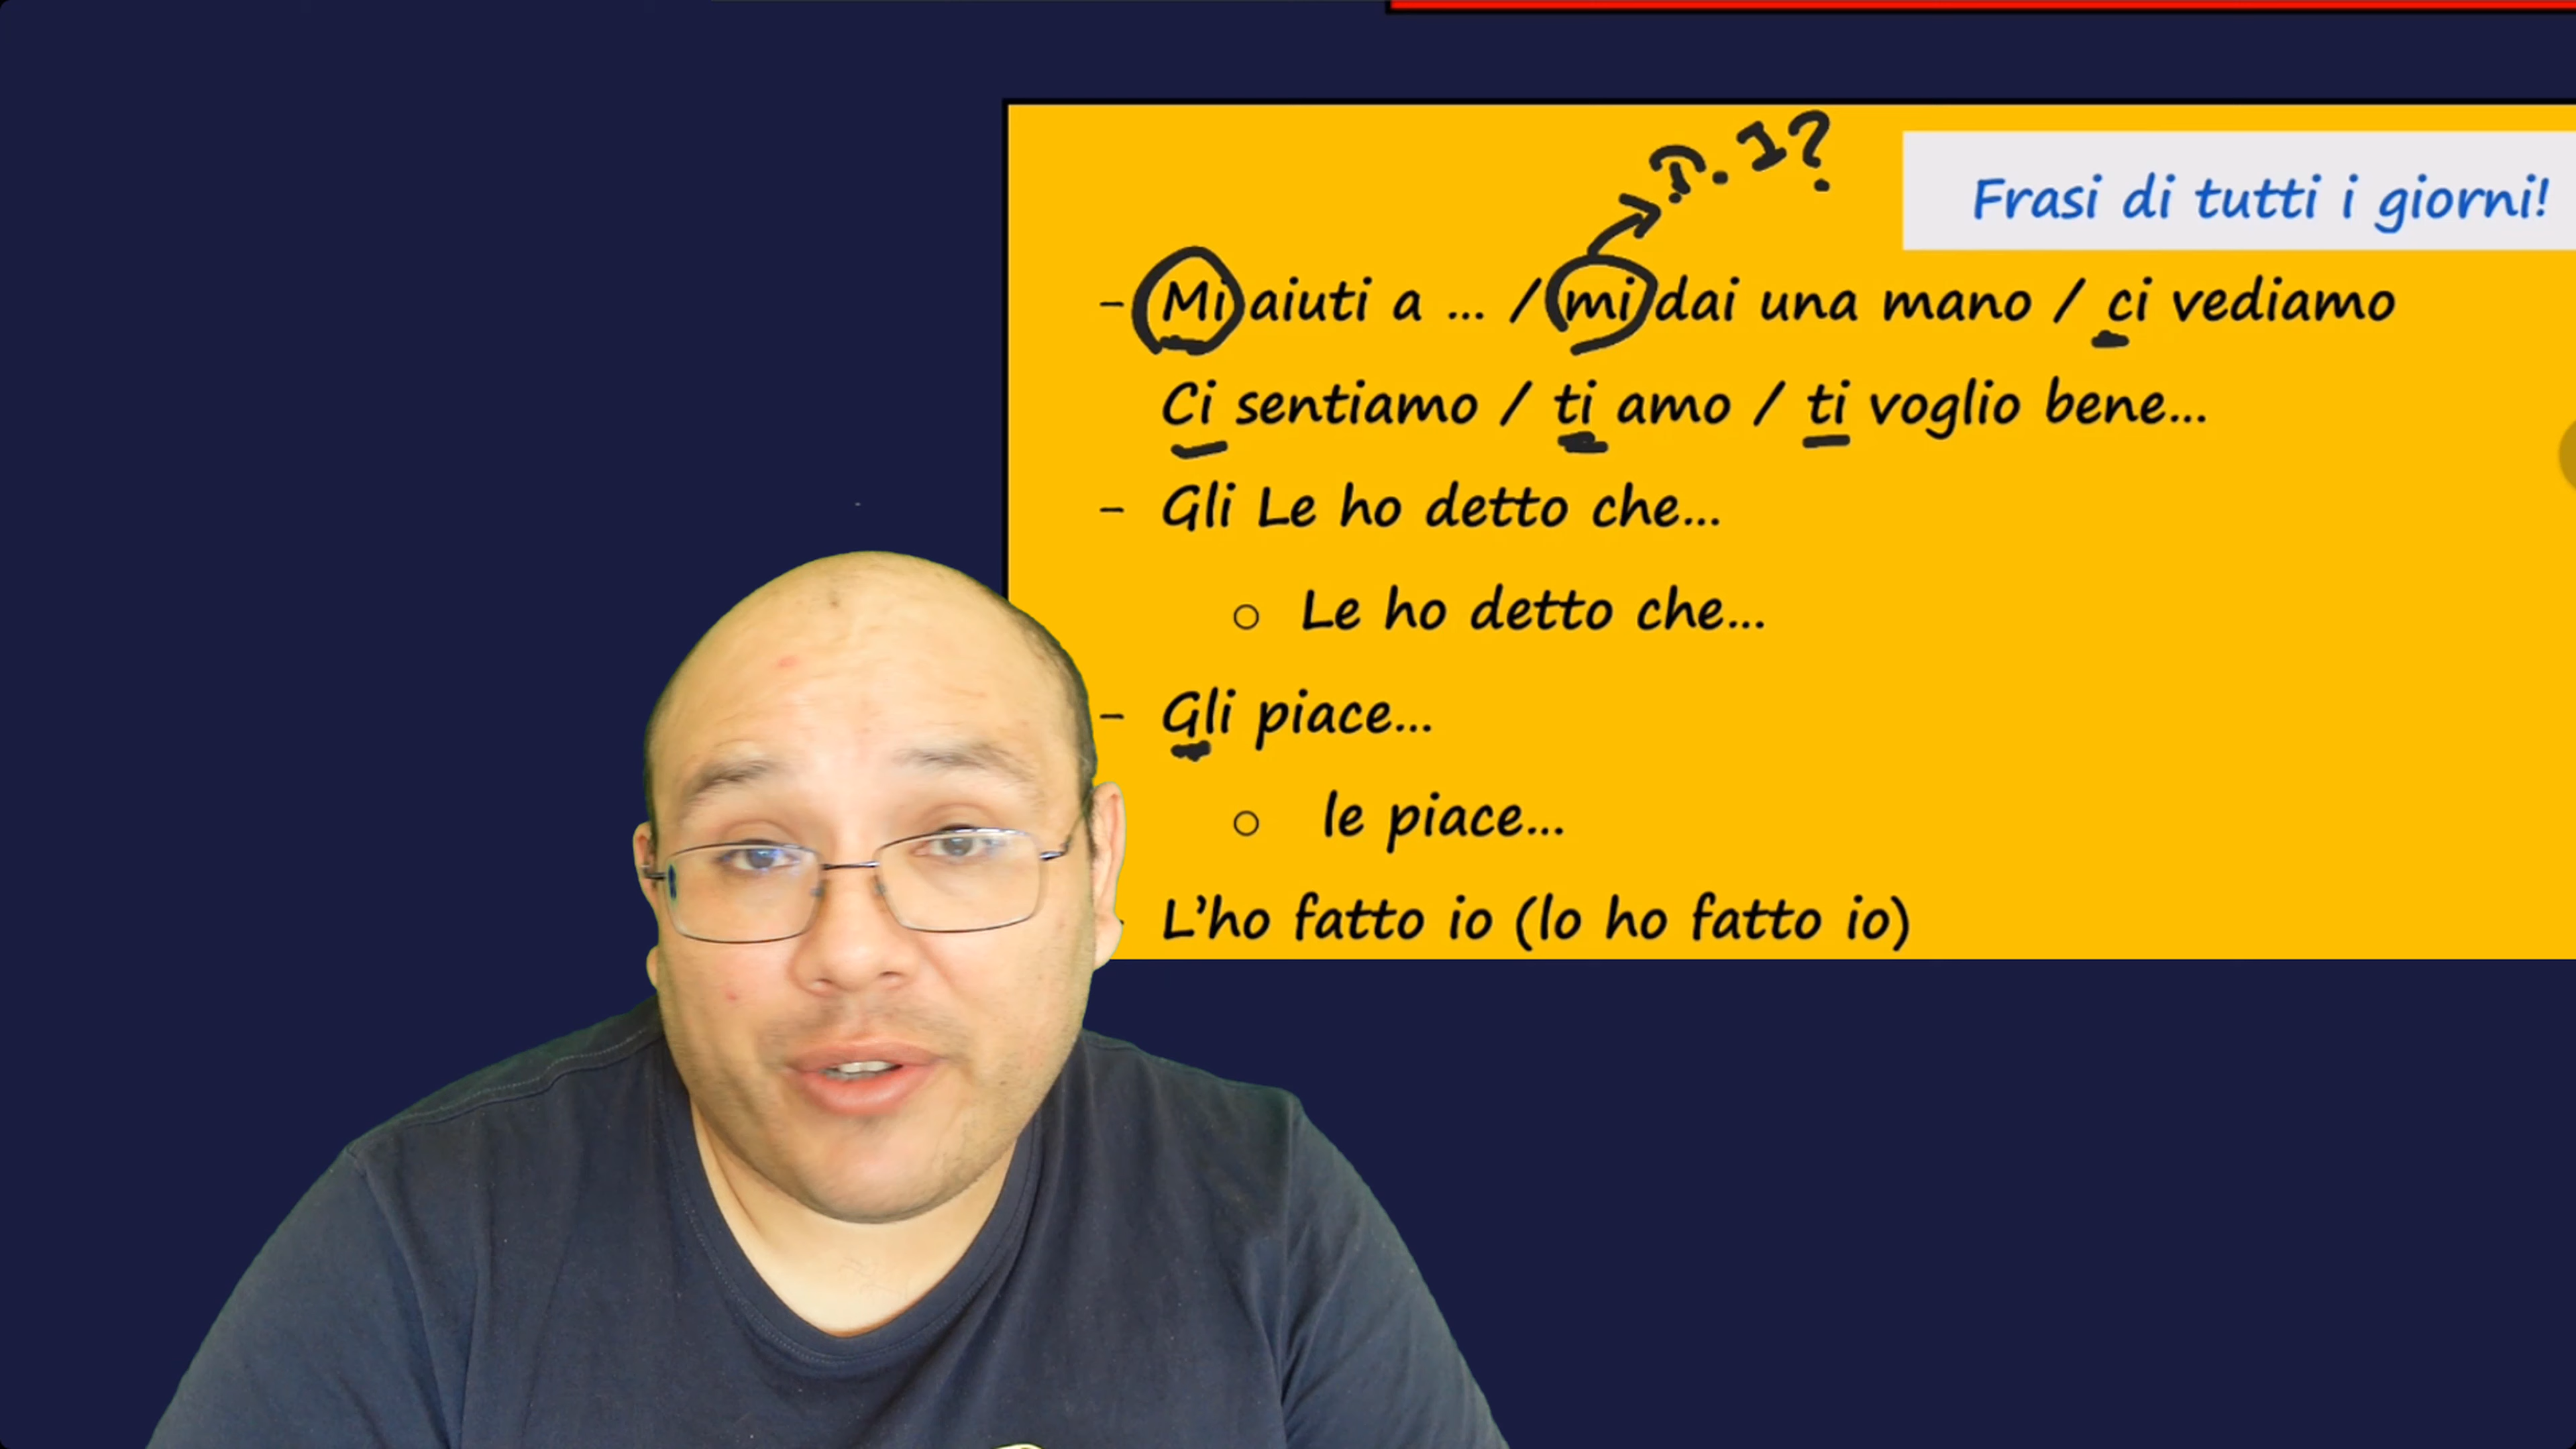 P. I?
Frasi di tutti i giorni!
- Mi aiuti a ... / mi dai una mano / ci vediamo
Ci sentiamo / ti amo / ti voglio bene...
- Gli Le ho detto che...
○ Le ho detto che...
- Gli piace...
○ le piace...
L’ho fatto io (lo ho fatto io)